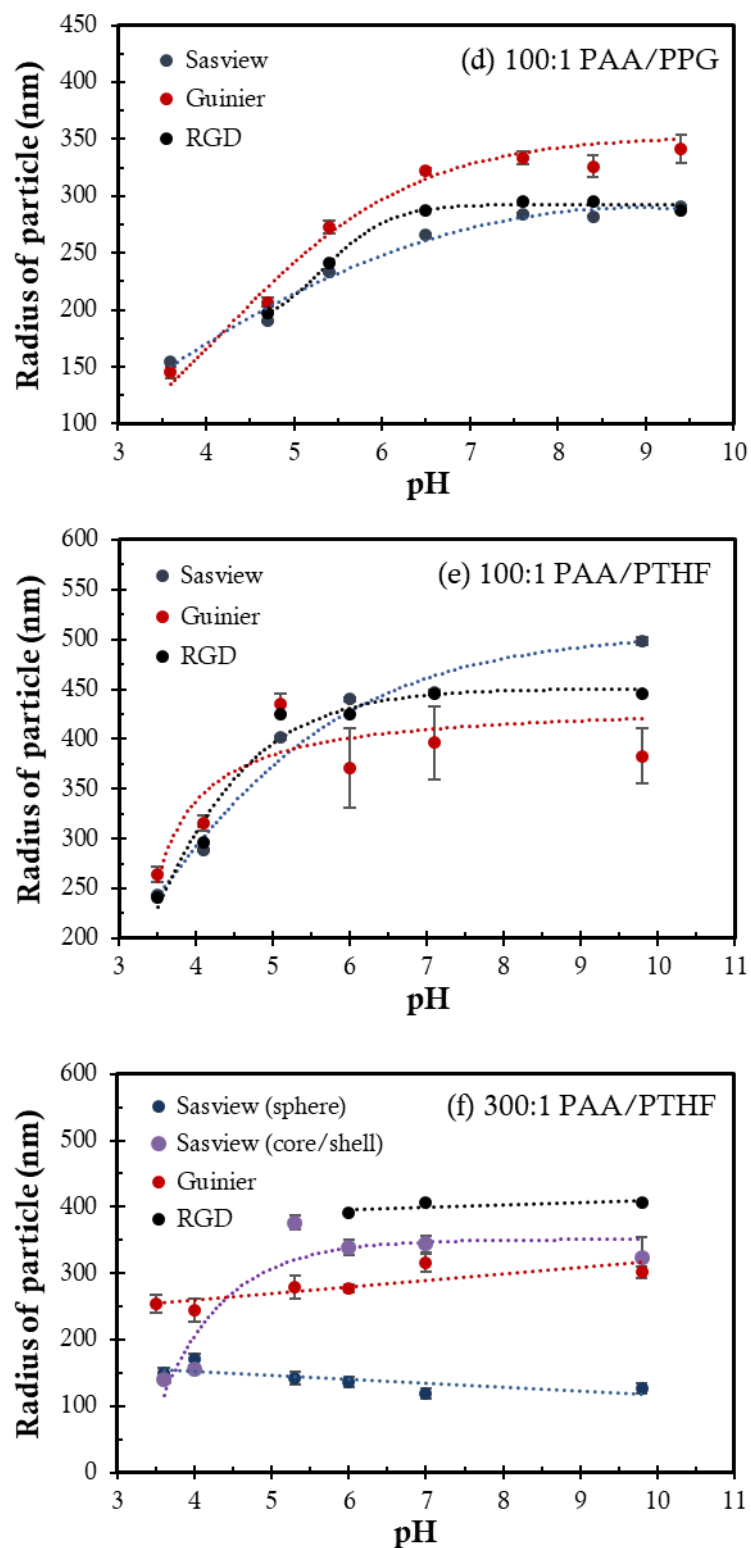 450
400
350
300
250
200
150
100
Radius of particle (nm)
(d) 100:1 PAA/PPG
Sasview
Guinier
RGD
3 4 5 6 7 8 9 10
pH
600
550
500
450
400
350
300
250
200
Radius of particle (nm)
(e) 100:1 PAA/PTHF
Sasview
Guinier
RGD
3 4 5 6 7 8 9 10 11
pH
600
500
400
300
200
100
0
Radius of particle (nm)
(f) 300:1 PAA/PTHF
Sasview (sphere)
Sasview (core/shell)
Guinier
RGD
3 4 5 6 7 8 9 10 11
pH